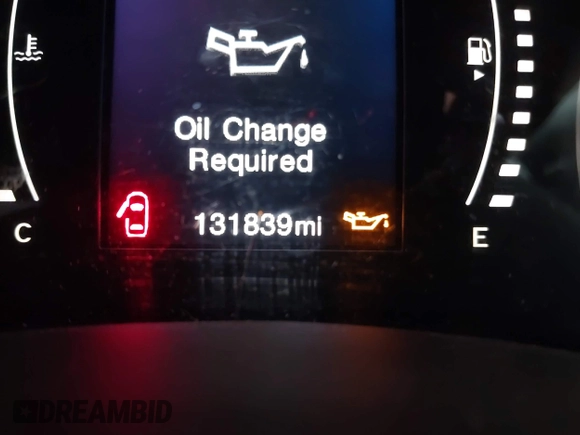 Oil Change
Required
131839mi
C
E
DREAMBID